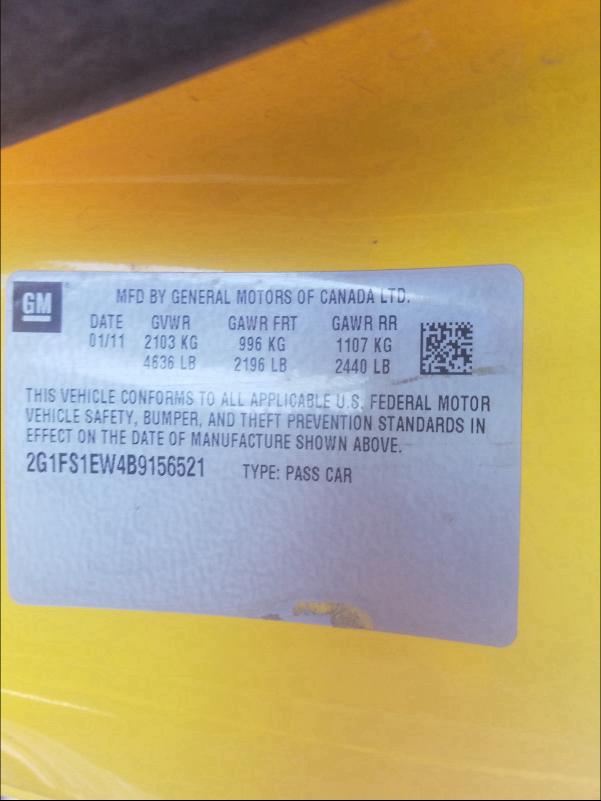 GM
MFD BY GENERAL MOTORS OF CANADA LTD.
DATE GVWR GAWR FRT GAWR RR
01/11 2103 KG 996 KG 1107 KG
4636 LB 2196 LB 2440 LB
THIS VEHICLE CONFORMS TO ALL APPLICABLE U.S. FEDERAL MOTOR
VEHICLE SAFETY, BUMPER, AND THEFT PREVENTION STANDARDS IN
EFFECT ON THE DATE OF MANUFACTURE SHOWN ABOVE.
2G1FS1EW4B9156521 TYPE: PASS CAR